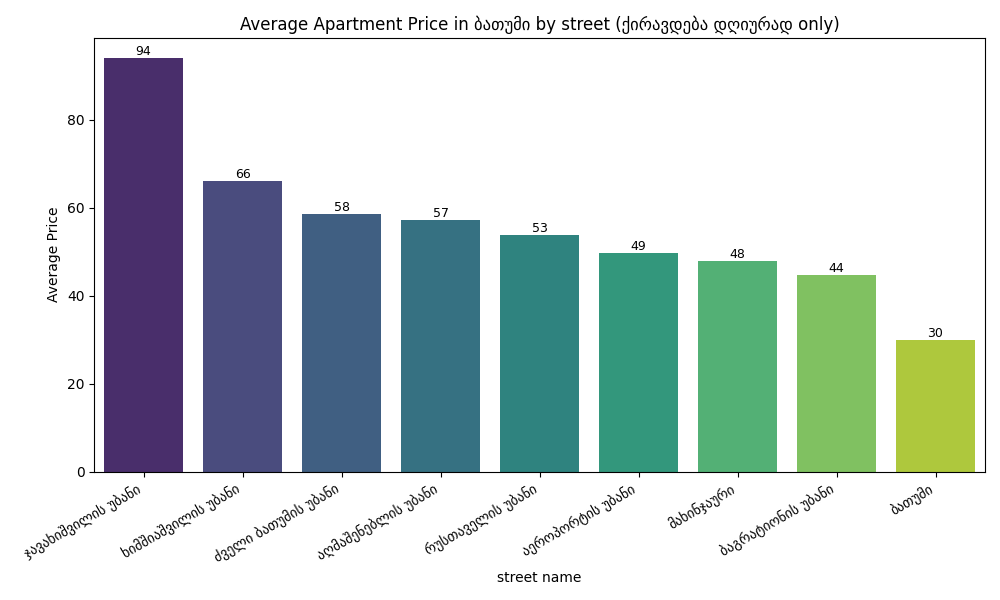 Average Apartment Price in ბათუმი by street (ქირავდება დღიურად only)
Average Price
80
60
40
20
0
94
66
58
57
53
49
48
44
30
ჯავახიშვილის უბანი
ხიმშიაშვილის უბანი
ძველი ბათუმის უბანი
აღმაშენებლის უბანი
რუსთაველის უბანი
აეროპორტის უბანი
მახინჯაური
ბაგრატიონის უბანი
ბათუმი
street name